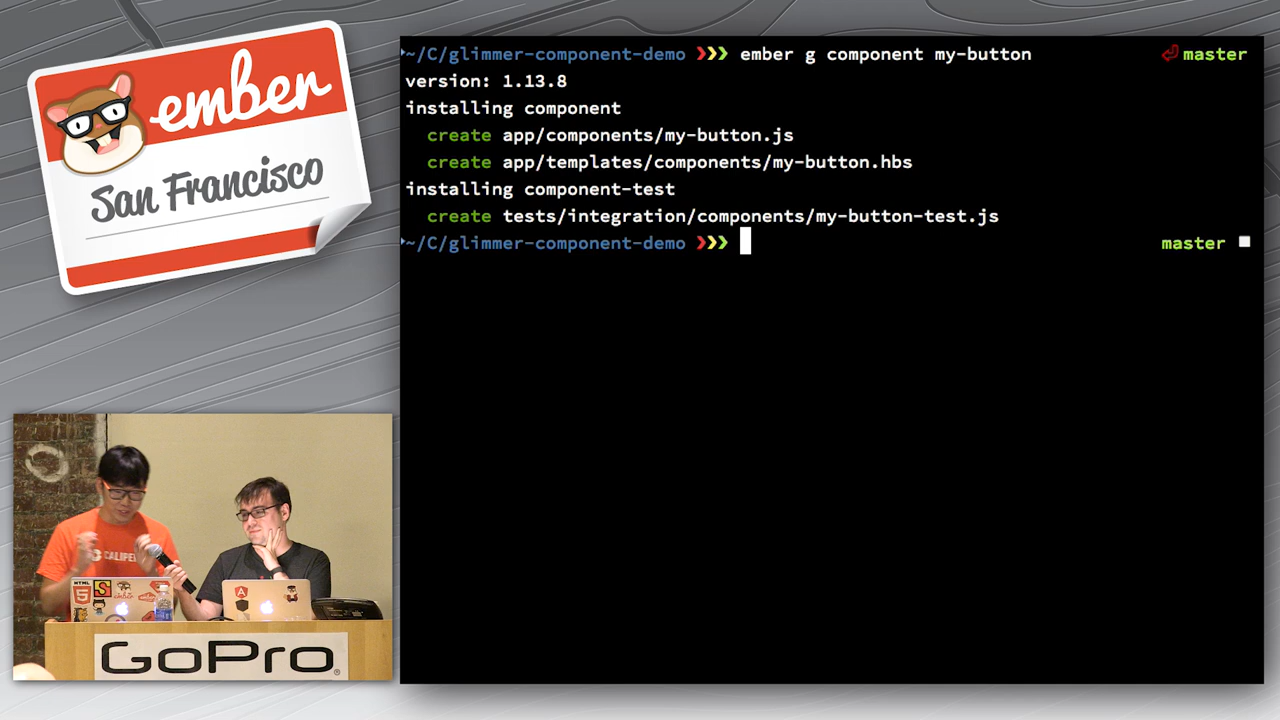 ember
San Francisco
~/C/glimmer-component-demo ❯❯❯ ember g component my-button ⏎ master
version: 1.13.8
installing component
create app/components/my-button.js
create app/templates/components/my-button.hbs
installing component-test
create tests/integration/components/my-button-test.js
~/C/glimmer-component-demo ❯❯❯ master ◼
HTML
5
GoPro